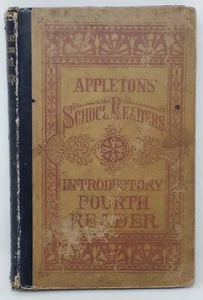 APPLETONS'
SCHOOL READERS
INTRODUCTORY
FOURTH
READER